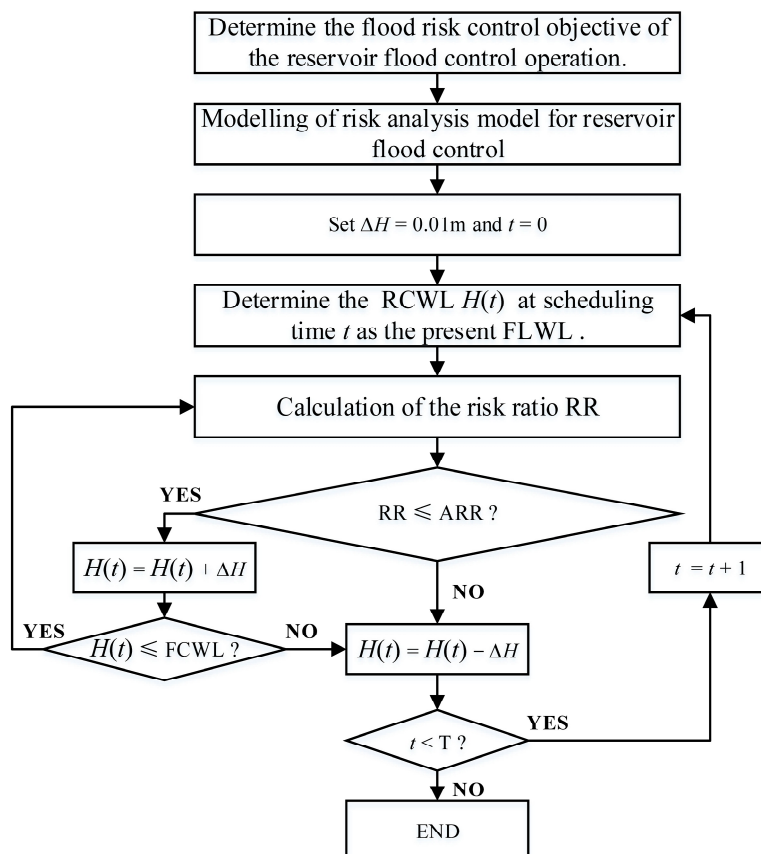 Determine the flood risk control objective of
the reservoir flood control operation.
Modelling of risk analysis model for reservoir
flood control
Set ΔH = 0.01m and t = 0
Determine the RCWL H(t) at scheduling
time t as the present FLWL .
Calculation of the risk ratio RR
YES
RR ≤ ARR ?
H(t) = H(t) + ΔH
t = t + 1
NO
YES
H(t) ≤ FCWL ?
NO
H(t) = H(t) − ΔH
t < T ?
YES
NO
END